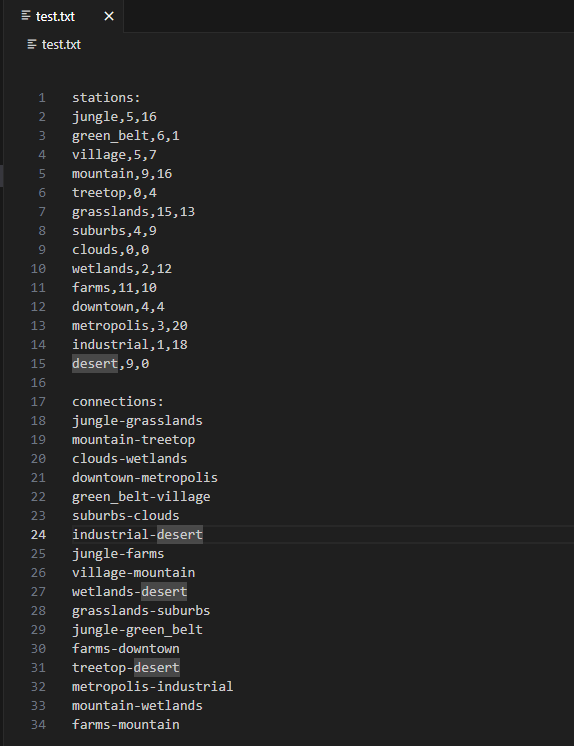 test.txt
test.txt
1 stations:
2 jungle,5,16
3 green_belt,6,1
4 village,5,7
5 mountain,9,16
6 treetop,0,4
7 grasslands,15,13
8 suburbs,4,9
9 clouds,0,0
10 wetlands,2,12
11 farms,11,10
12 downtown,4,4
13 metropolis,3,20
14 industrial,1,18
15 desert,9,0
16
17 connections:
18 jungle-grasslands
19 mountain-treetop
20 clouds-wetlands
21 downtown-metropolis
22 green_belt-village
23 suburbs-clouds
24 industrial-desert
25 jungle-farms
26 village-mountain
27 wetlands-desert
28 grasslands-suburbs
29 jungle-green_belt
30 farms-downtown
31 treetop-desert
32 metropolis-industrial
33 mountain-wetlands
34 farms-mountain